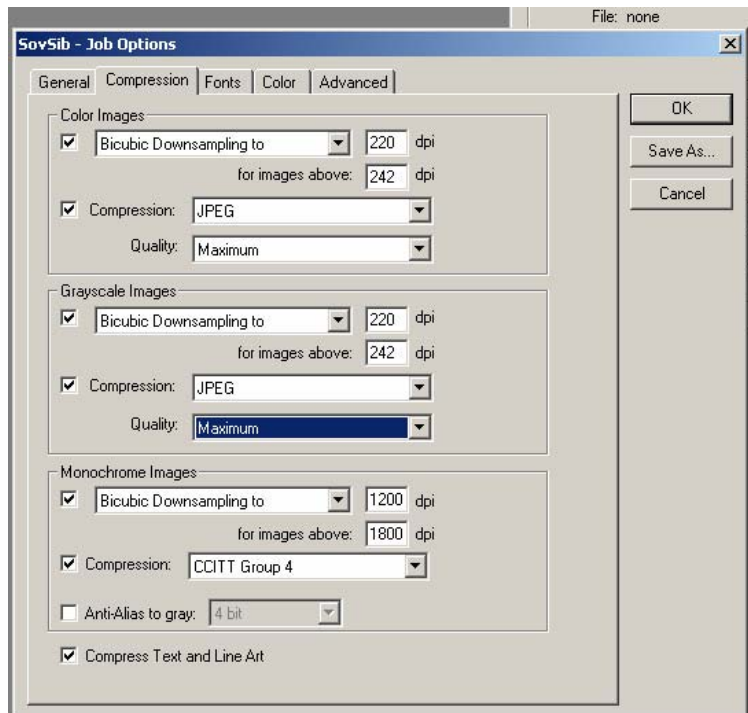 File: none
SovSib - Job Options
General Compression Fonts Color Advanced
OK
Save As...
Cancel
Color Images
Bicubic Downsampling to 220 dpi
for images above: 242 dpi
Compression: JPEG
Quality: Maximum
Grayscale Images
Bicubic Downsampling to 220 dpi
for images above: 242 dpi
Compression: JPEG
Quality: Maximum
Monochrome Images
Bicubic Downsampling to 1200 dpi
for images above: 1800 dpi
Compression: CCITT Group 4
Anti-Alias to gray: 4 bit
Compress Text and Line Art